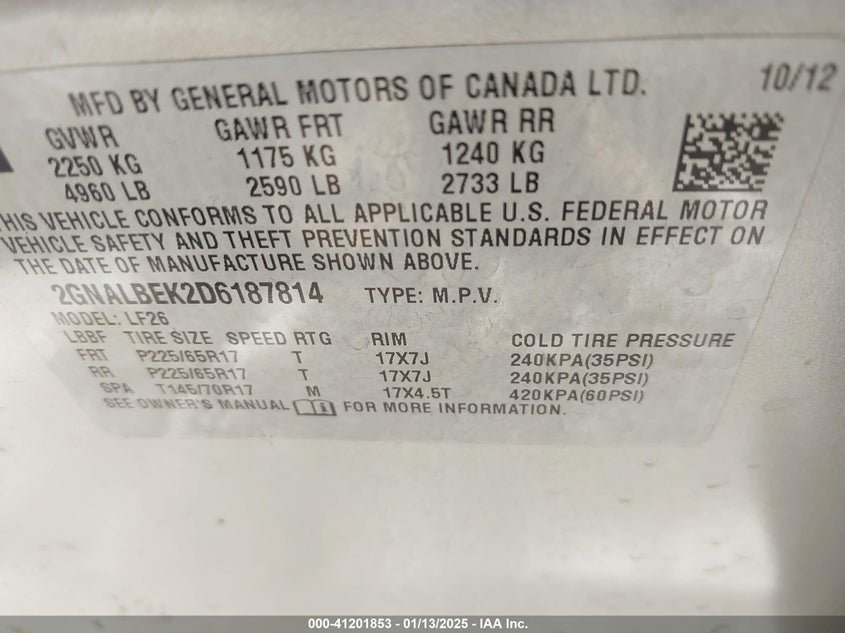 MFD BY GENERAL MOTORS OF CANADA LTD. 10/12
GVWR GAWR FRT GAWR RR
2250 KG 1175 KG 1240 KG
4960 LB 2590 LB 2733 LB
THIS VEHICLE CONFORMS TO ALL APPLICABLE U.S. FEDERAL MOTOR
VEHICLE SAFETY AND THEFT PREVENTION STANDARDS IN EFFECT ON
THE DATE OF MANUFACTURE SHOWN ABOVE.
2GNALBEK2D6187814 TYPE: M.P.V.
MODEL: LF26
LBBF TIRE SIZE SPEED RTG RIM COLD TIRE PRESSURE
FRT P225/65R17 T 17X7J 240KPA(35PSI)
RR P225/65R17 T 17X7J 240KPA(35PSI)
SPA T145/70R17 M 17X4.5T 420KPA(60PSI)
SEE OWNER'S MANUAL FOR MORE INFORMATION.
000-41201853 - 01/13/2025 - IAA Inc.